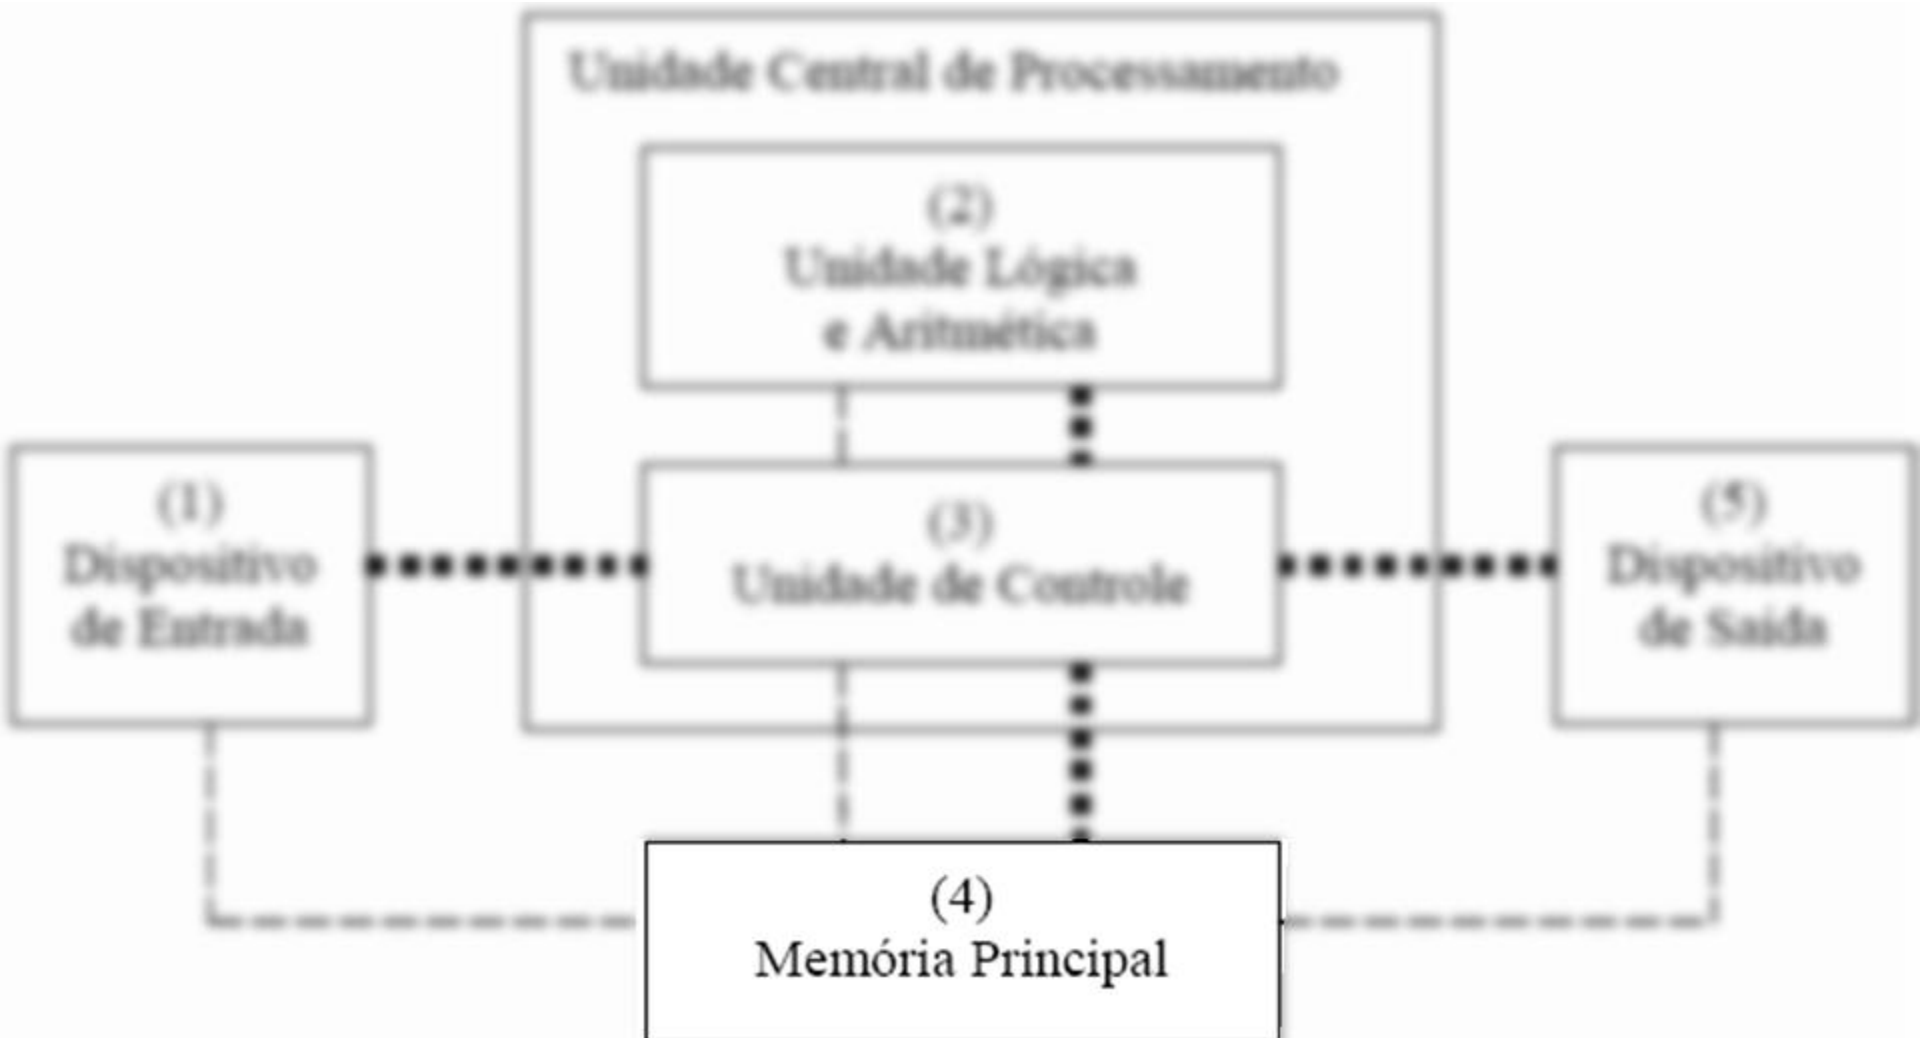 Unidade Central de Processamento
(2)
Unidade Lógica
e Aritmética
(1)
Dispositivo
de Entrada
(3)
Unidade de Controle
(5)
Dispositivo
de Saída
(4)
Memória Principal